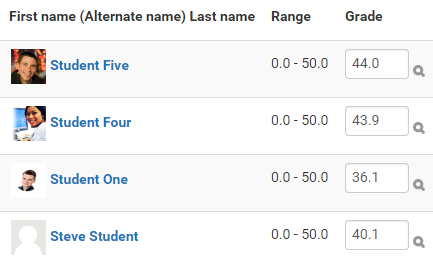 First name (Alternate name) Last name Range Grade
Student Five 0.0 - 50.0 44.0
Student Four 0.0 - 50.0 43.9
Student One 0.0 - 50.0 36.1
Steve Student 0.0 - 50.0 40.1